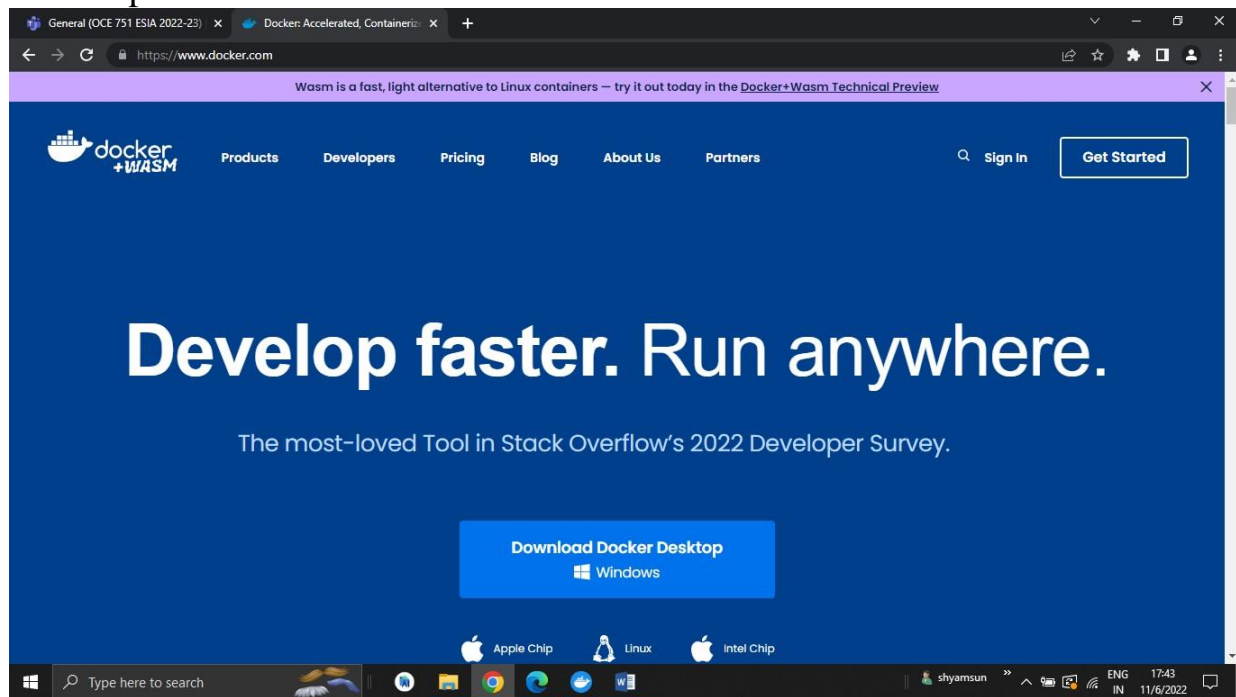 General (OCE 751 ESIA 2022-23)
Docker: Accelerated, Containeriz
https://www.docker.com
Wasm is a fast, light alternative to Linux containers — try it out today in the Docker+Wasm Technical Preview
docker
+WASM
Products Developers Pricing Blog About Us Partners Sign In Get Started
Develop faster. Run anywhere.
The most-loved Tool in Stack Overflow's 2022 Developer Survey.
Download Docker Desktop
Windows
Apple Chip Linux Intel Chip
Type here to search
shyamsun
ENG
IN
17:43
11/6/2022